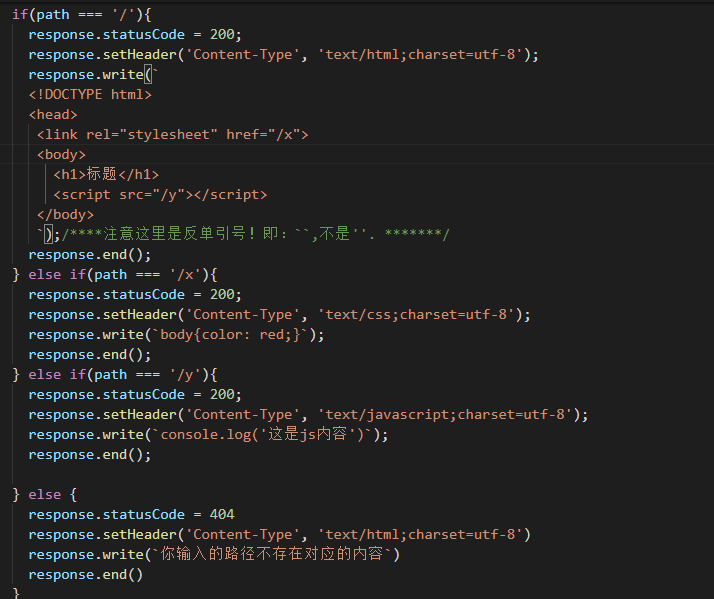 if(path === '/'){
response.statusCode = 200;
response.setHeader('Content-Type', 'text/html;charset=utf-8');
response.write(`
<!DOCTYPE html>
<head>
<link rel="stylesheet" href="/x">
<body>
<h1>标题</h1>
<script src="/y"></script>
</body>
`);/****注意这里是反单引号！即：``,不是''. *******/
response.end();
} else if(path === '/x'){
response.statusCode = 200;
response.setHeader('Content-Type', 'text/css;charset=utf-8');
response.write(`body{color: red;}`);
response.end();
} else if(path === '/y'){
response.statusCode = 200;
response.setHeader('Content-Type', 'text/javascript;charset=utf-8');
response.write(`console.log('这是js内容')`);
response.end();
} else {
response.statusCode = 404
response.setHeader('Content-Type', 'text/html;charset=utf-8')
response.write(`你输入的路径不存在对应的内容`)
response.end()
}